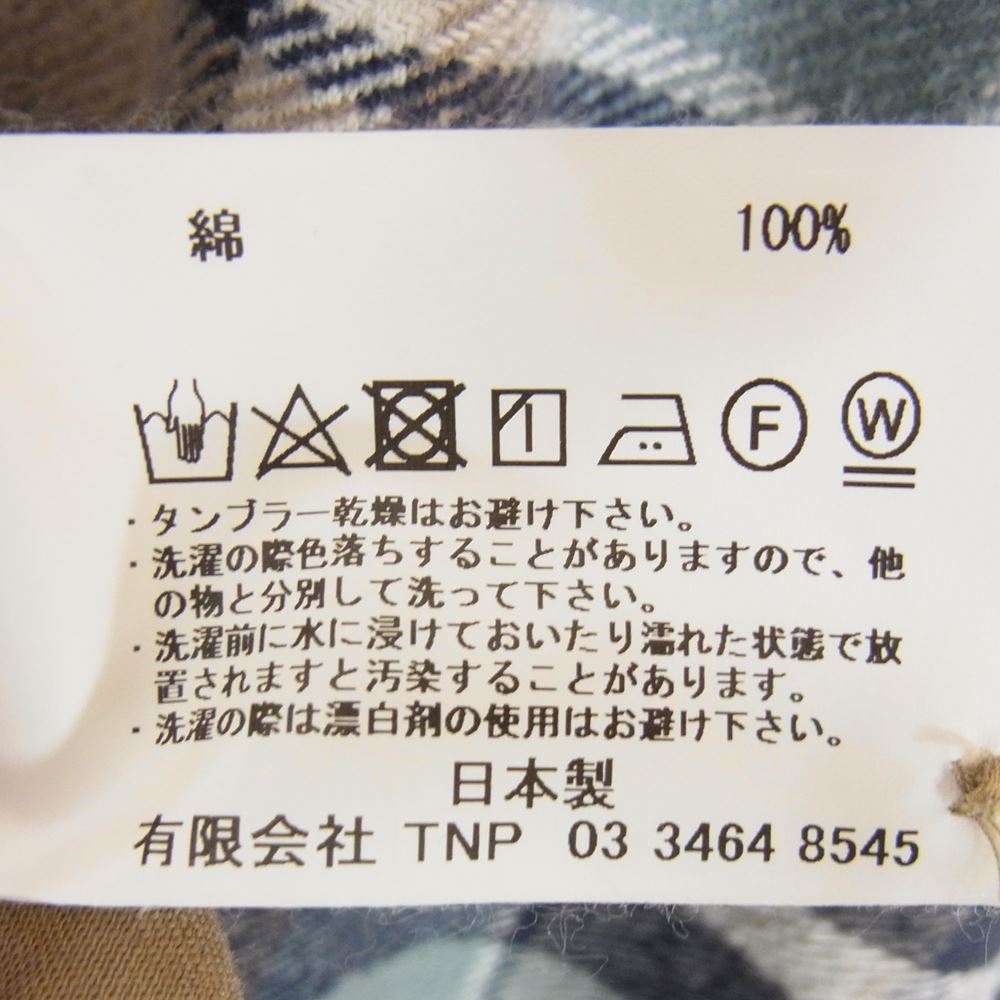 綿 100%
F W
・タンブラー乾燥はお避け下さい。
・洗濯の際色落ちすることがありますので、他
の物と分別して洗って下さい。
・洗濯前に水に浸けておいたり濡れた状態で放
置されますと汚染することがあります。
・洗濯の際は漂白剤の使用はお避け下さい。
日本製
有限会社 TNP 03 3464 8545